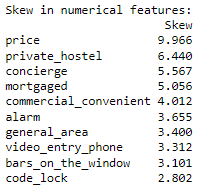 Skew in numerical features:
Skew
price 9.966
private_hostel 6.440
concierge 5.567
mortgaged 5.056
commercial_convenient 4.012
alarm 3.655
general_area 3.400
video_entry_phone 3.312
bars_on_the_window 3.101
code_lock 2.802